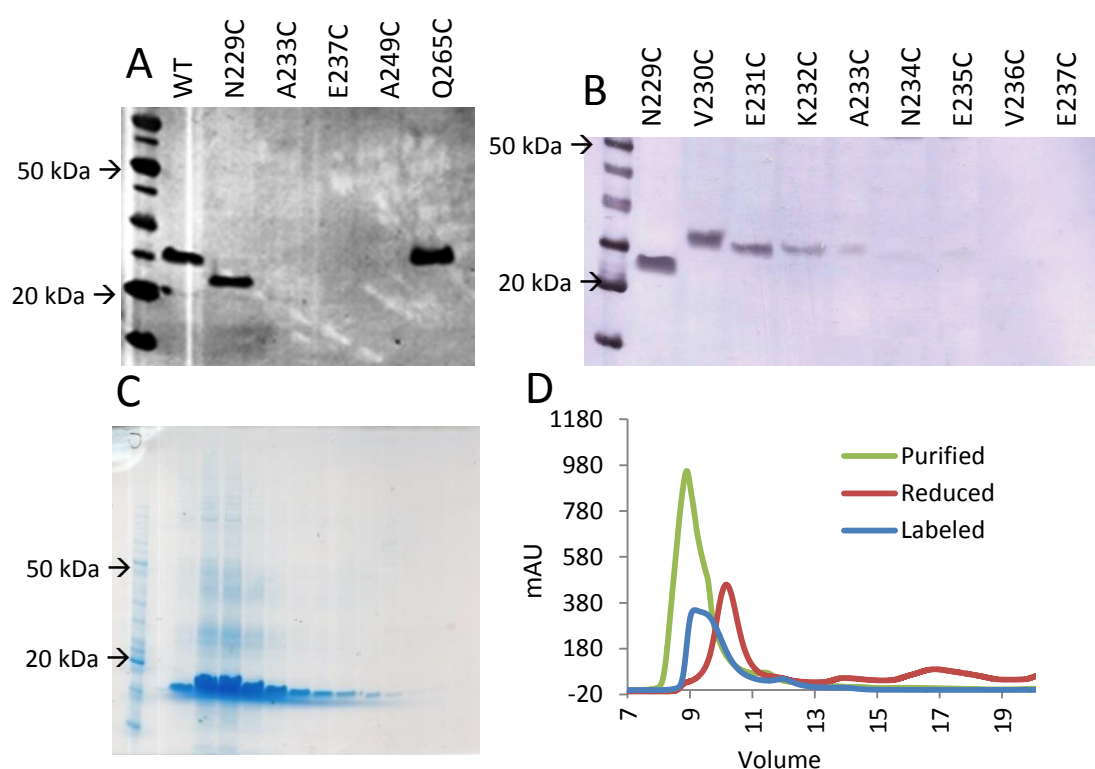 A
WT
N229C
A233C
E237C
A249C
Q265C
50 kDa →
20 kDa →
B
N229C
V230C
E231C
K232C
A233C
N234C
E235C
V236C
E237C
50 kDa →
20 kDa →
C
50 kDa →
20 kDa →
D
1180
980
780
580
380
180
-20
mAU
Purified
Reduced
Labeled
7
9
11
13
15
17
19
Volume